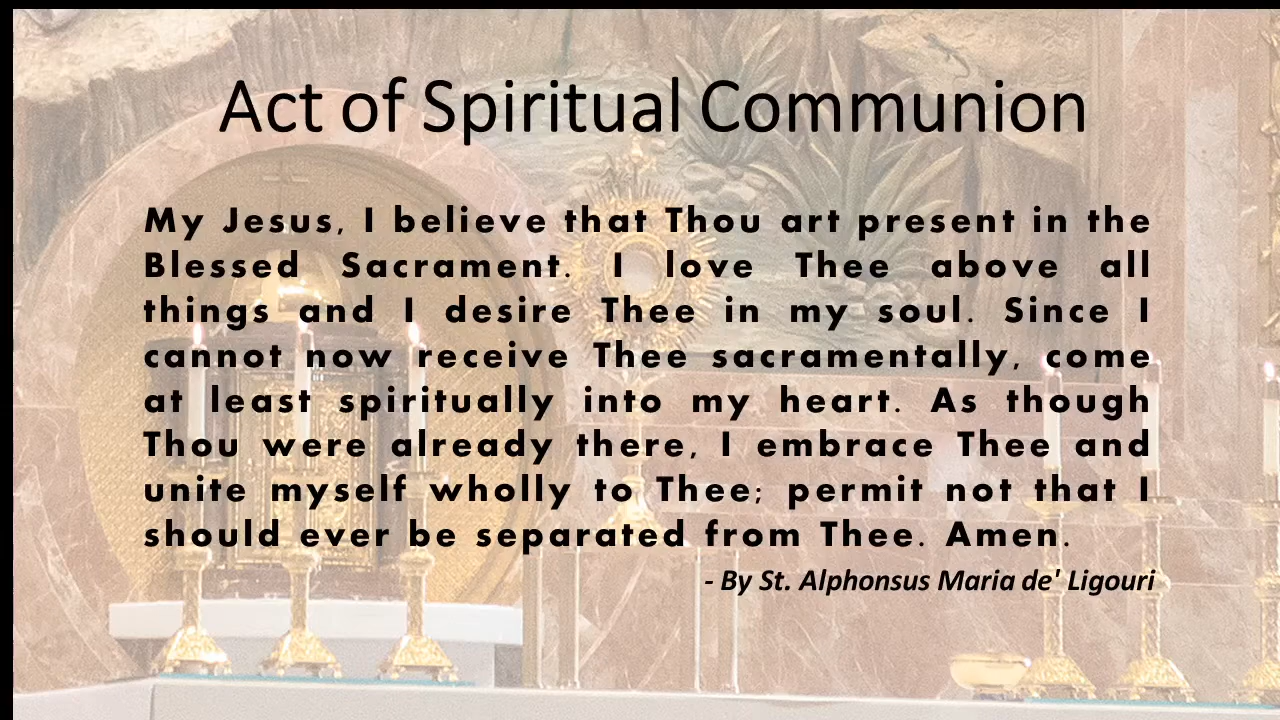 Act of Spiritual Communion
My Jesus, I believe that Thou art present in the
Blessed Sacrament. I love Thee above all
things and I desire Thee in my soul. Since I
cannot now receive Thee sacramentally, come
at least spiritually into my heart. As though
Thou were already there, I embrace Thee and
unite myself wholly to Thee; permit not that I
should ever be separated from Thee. Amen.
- By St. Alphonsus Maria de' Ligouri